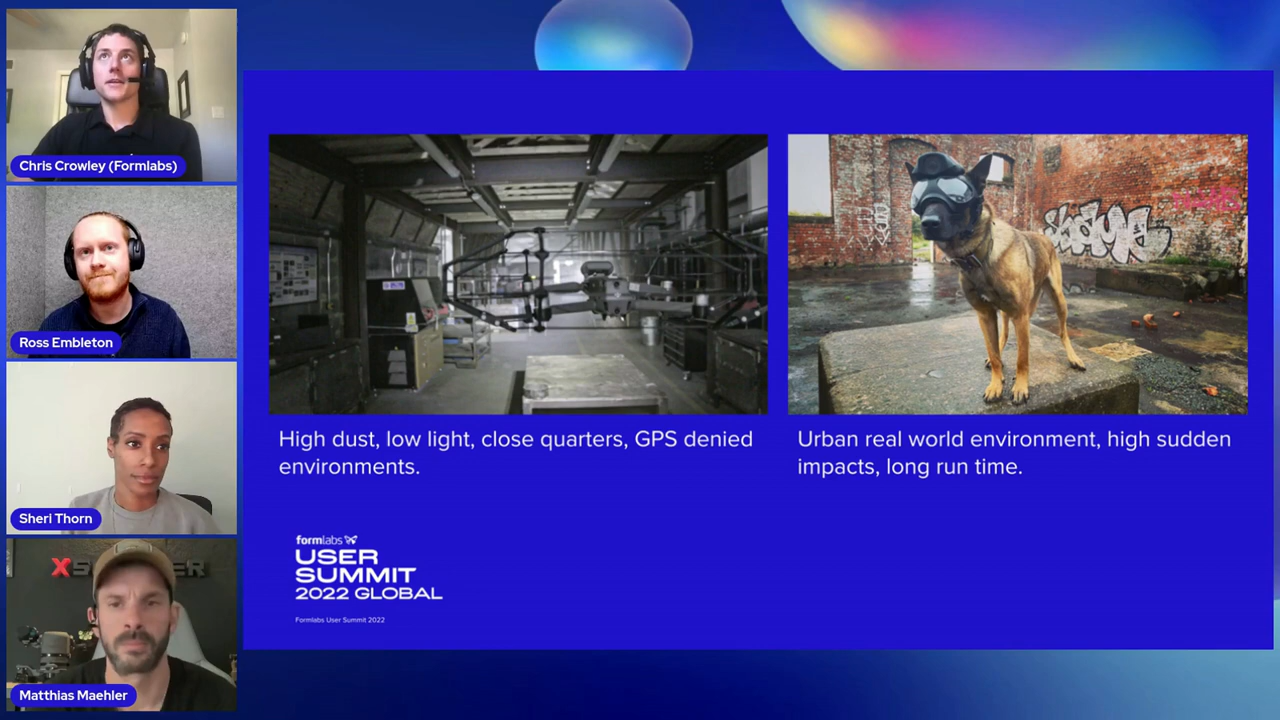 Chris Crowley (Formlabs)
Ross Embleton
Sheri Thorn
Matthias Maehler
High dust, low light, close quarters, GPS denied
environments.
Urban real world environment, high sudden
impacts, long run time.
formlabs
USER
SUMMIT
2022 GLOBAL
Formlabs User Summit 2022